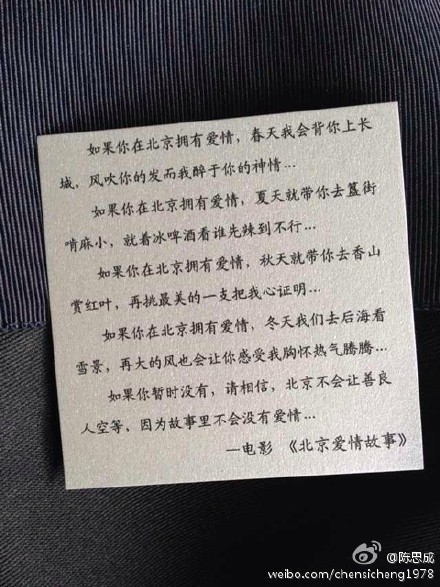 如果你在北京拥有爱情，春天我会背你上长
城，风吹你的发而我醉于你的神情...
如果你在北京拥有爱情，夏天就带你去簋街
啃麻小，就着冰啤酒看谁先辣到不行...
如果你在北京拥有爱情，秋天就带你去香山
赏红叶，再挑最美的一支把我心证明...
如果你在北京拥有爱情，冬天我们去后海看
雪景，再大的风也会让你感受我胸怀热气腾腾...
如果你暂时没有，请相信，北京不会让善良
人空等，因为故事里不会没有爱情...
—电影 《北京爱情故事》
@陈思成
weibo.com/chensicheng1978